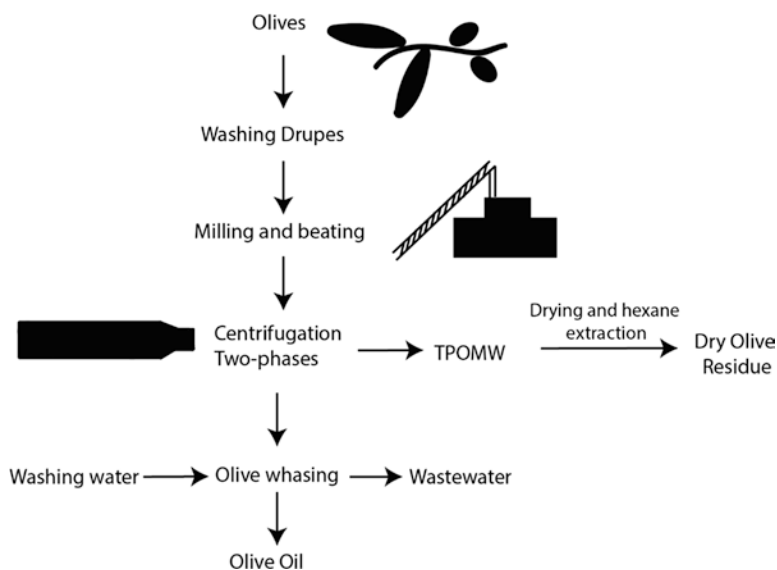 Olives
Washing Drupes
Milling and beating
Centrifugation
Two-phases
TPOMW
Drying and hexane
extraction
Dry Olive
Residue
Washing water
Olive whasing
Wastewater
Olive Oil